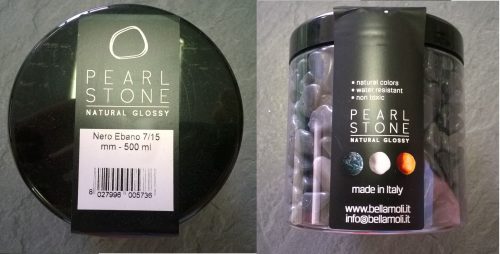 PEARL
STONE
NATURAL GLOSSY
Nero Ebano 7/15
mm - 500 ml
8 027996 005736
• natural colors
• water resistant
• non toxic
PEARL
STONE
NATURAL GLOSSY
made in Italy
www.bellamoli.it
info@bellamoli.it